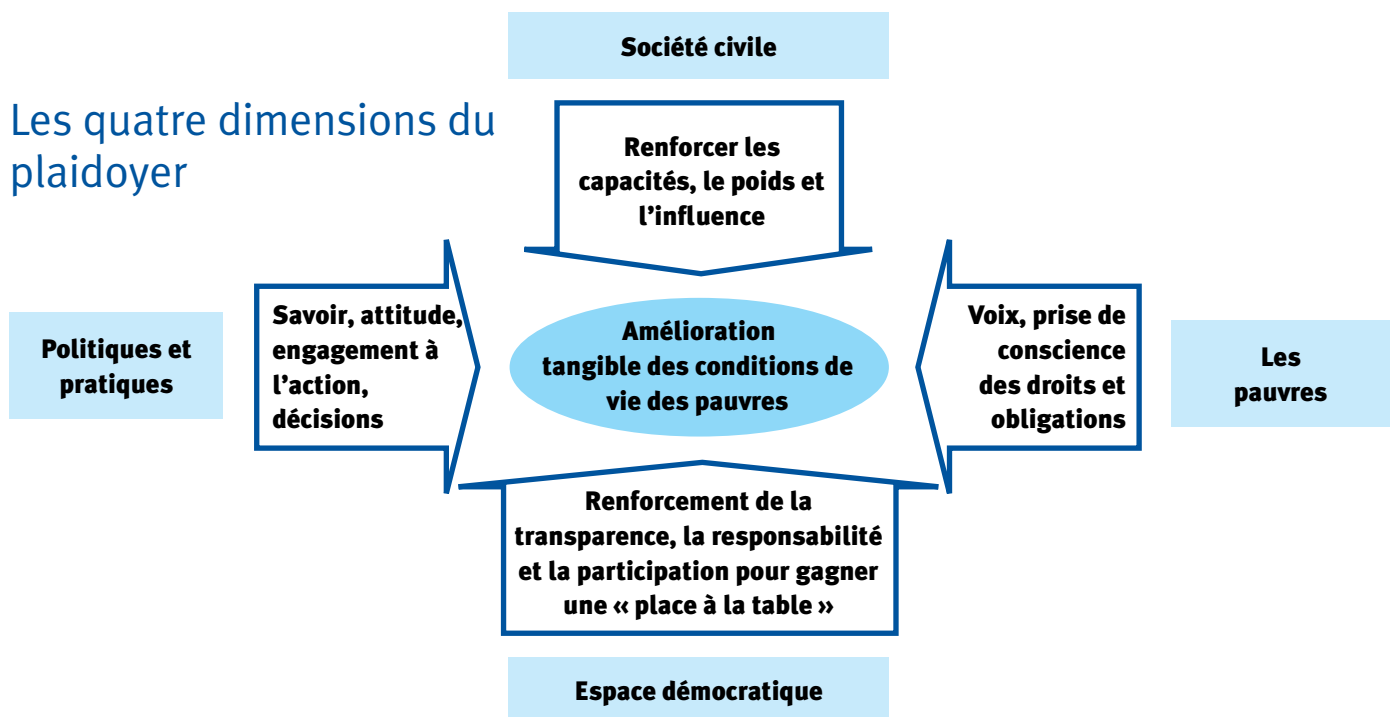 Société civile
Les quatre dimensions du
plaidoyer
Renforcer les
capacités, le poids et
l’influence
Politiques et
pratiques
Savoir, attitude,
engagement à
l’action,
décisions
Amélioration
tangible des conditions de
vie des pauvres
Voix, prise de
conscience
des droits et
obligations
Les
pauvres
Renforcement de la
transparence, la responsabilité
et la participation pour gagner
une « place à la table »
Espace démocratique